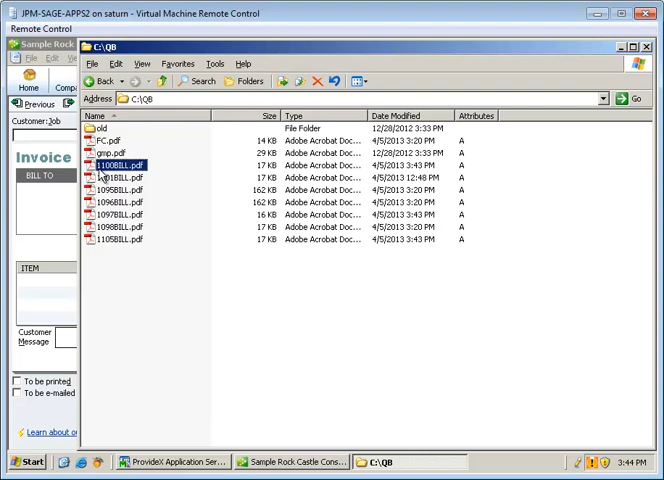 JPM-SAGE-APPS2 on saturn - Virtual Machine Remote Control
Remote Control
Sample Rock
C:\QB
File Edit
File Edit View Favorites Tools Help
Home
Back Search Folders
Previous
Address C:\QB Go
Customer:Job
Name Size Type Date Modified Attributes
old File Folder 12/28/2012 3:33 PM
FC.pdf 14 KB Adobe Acrobat Doc... 4/5/2013 3:20 PM A
gmp.pdf 29 KB Adobe Acrobat Doc... 12/28/2012 3:33 PM A
1100BILL.pdf 17 KB Adobe Acrobat Doc... 4/5/2013 3:43 PM A
BILL.pdf 17 KB Adobe Acrobat Doc... 4/5/2013 12:48 PM A
1095BILL.pdf 162 KB Adobe Acrobat Doc... 4/5/2013 3:20 PM A
1096BILL.pdf 162 KB Adobe Acrobat Doc... 4/5/2013 3:20 PM A
1097BILL.pdf 16 KB Adobe Acrobat Doc... 4/5/2013 3:43 PM A
1098BILL.pdf 17 KB Adobe Acrobat Doc... 4/5/2013 3:20 PM A
1105BILL.pdf 17 KB Adobe Acrobat Doc... 4/5/2013 3:43 PM A
Invoice
BILL TO
ITEM
Customer
Message
To be printed
To be e-mailed
Learn about
Start ProvideX Application Ser... Sample Rock Castle Cons... C:\QB 3:44 PM